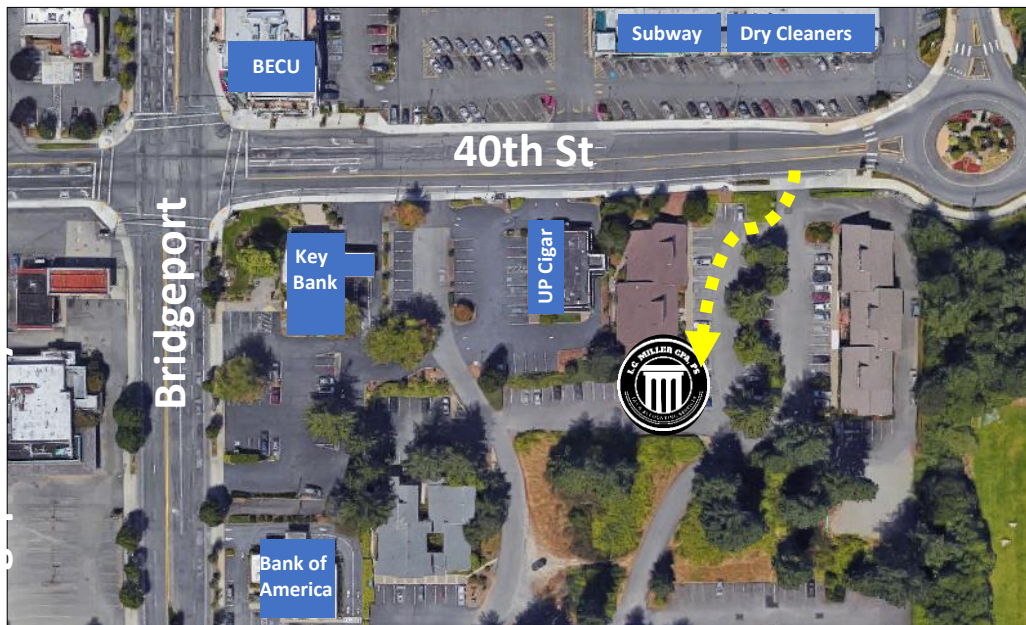 Subway
Dry Cleaners
BECU
40th St
Bridgeport
Key
Bank
UP Cigar
MILLER CPA, PS
Bank of
America